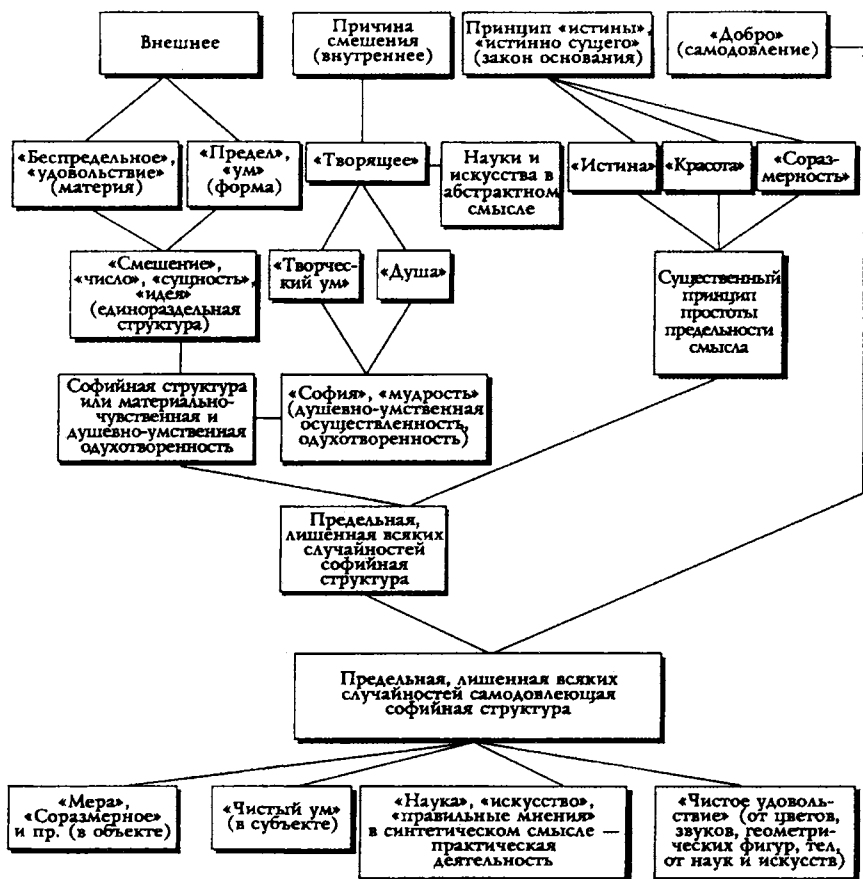 Внешнее
Причина
смешения
(внутреннее)
Принцип «истины»,
«истинно сущего»
(закон основания)
«Добро»
(самодовление)
«Беспредельное»,
«удовольствие»
(материя)
«Предел»,
«ум»
(форма)
«Творящее»
Науки и
искусства в
абстрактном
смысле
«Истина»
«Красота»
«Сораз-
мерность»
«Смешение»,
«число», «сущность»,
«идея»
(единораздельная
структура)
«Творчес-
кий ум»
«Душа»
Существенный
принцип
простоты
предельности
смысла
Софийная структура
или материально-
чувственная и
душевно-умственная
одухотворенность
«София», «мудрость»
(душевно-умственная
осуществленность,
одухотворенность)
Предельная,
лишенная всяких
случайностей
софийная
структура
Предельная, лишенная всяких
случайностей самодовлеющая
софийная структура
«Мера»,
«Соразмерное»
и пр. (в объекте)
«Чистый ум»
(в субъекте)
«Наука», «искусство»,
«правильные мнения»
в синтетическом смысле —
практическая
деятельность
«Чистое удоволь-
ствие» (от цветов,
звуков, геометри-
ческих фигур, тел,
от наук и искусств)